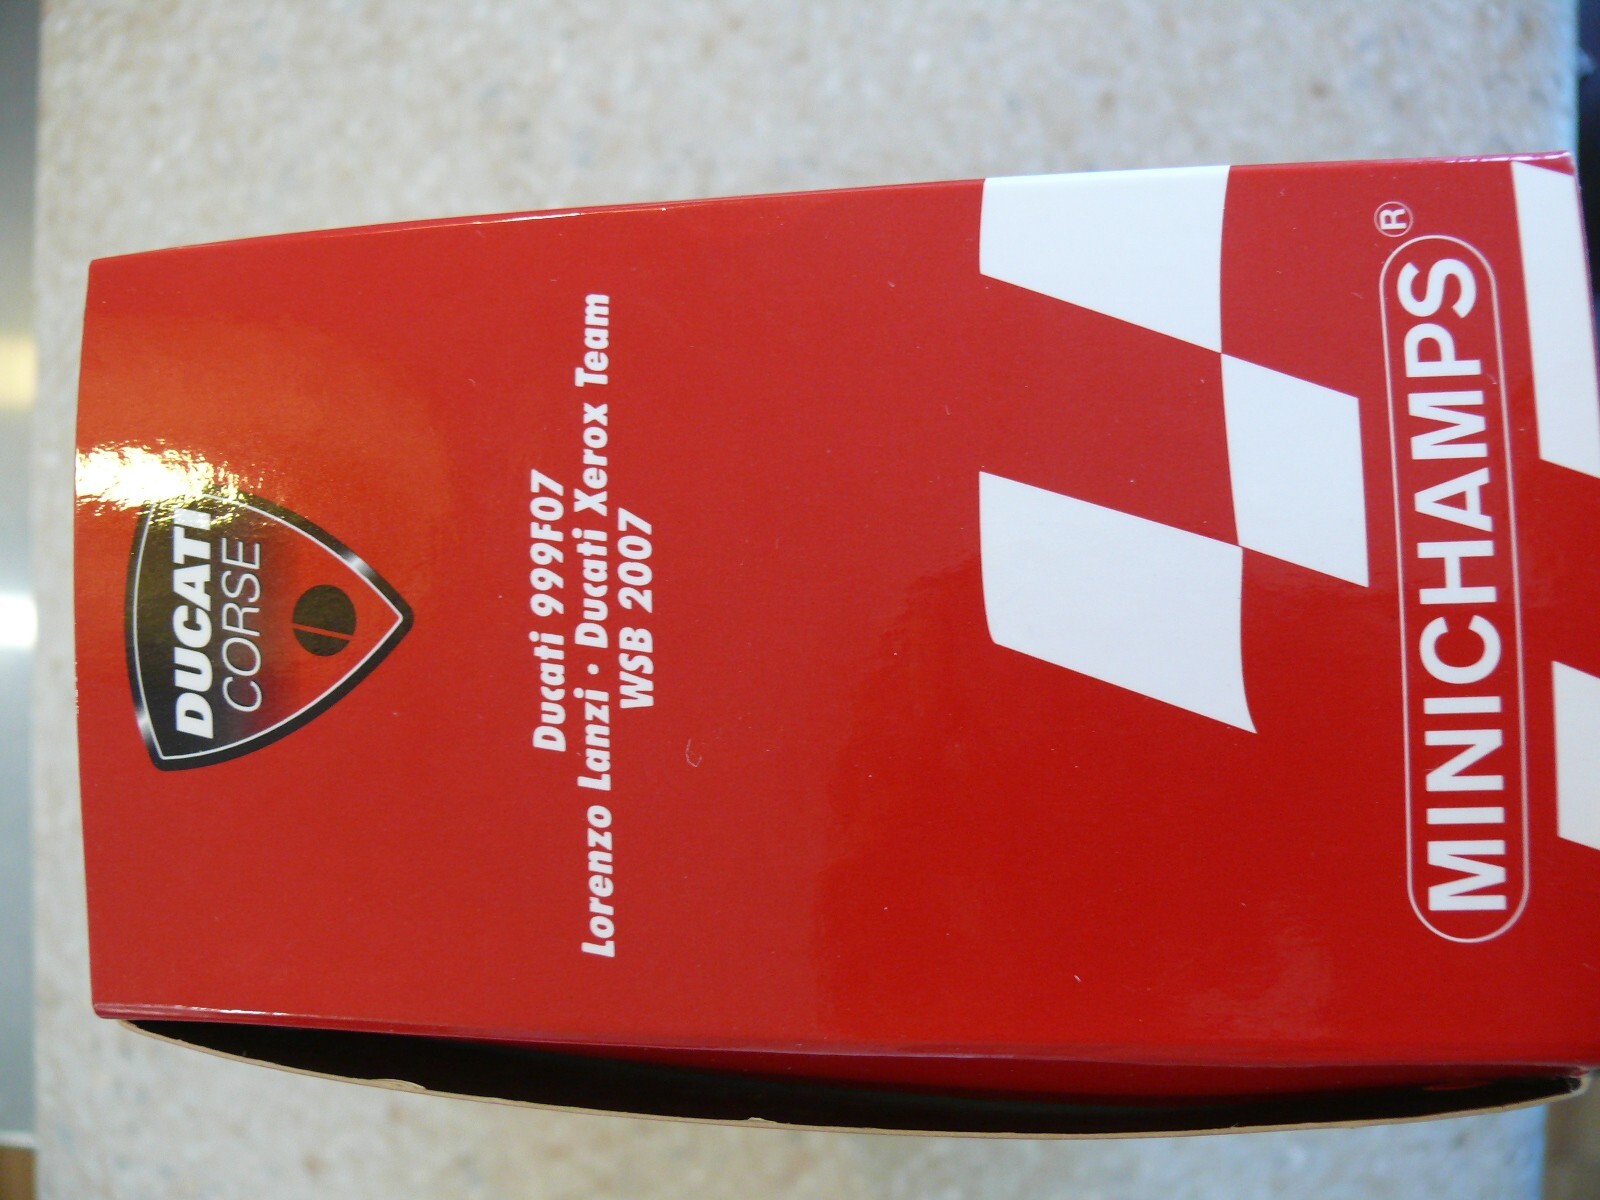 DUCATI
CORSE
Ducati 999F07
Lorenzo Lanzi · Ducati Xerox Team
WSB 2007
MINICHAMPS®